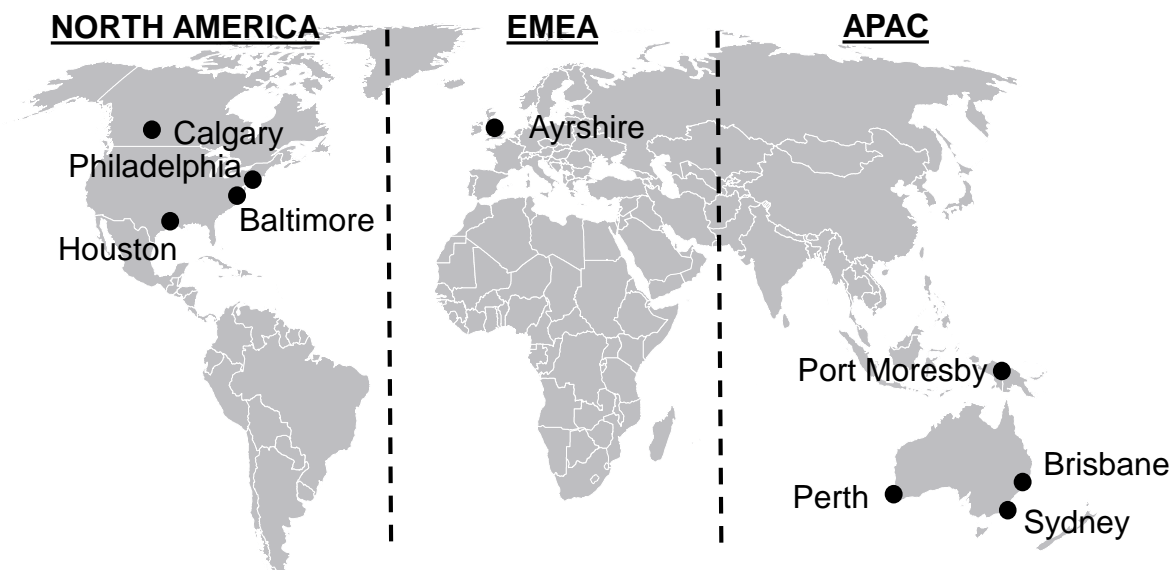 NORTH AMERICA
EMEA
APAC
Calgary
Philadelphia
Baltimore
Houston
Ayrshire
Port Moresby
Brisbane
Perth
Sydney